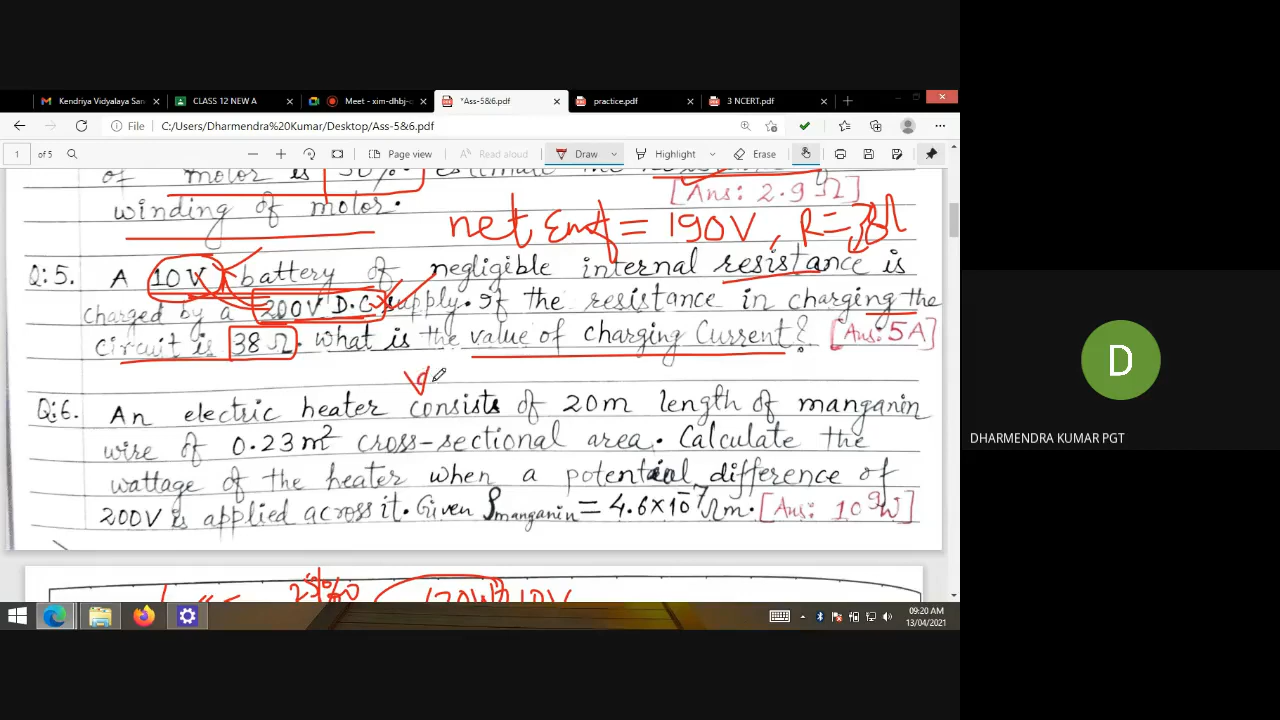 Kendriya Vidyalaya San
CLASS 12 NEW A
Meet - xim-dhbj-c
*Ass-5&6.pdf
practice.pdf
3 NCERT.pdf
File
C:/Users/Dharmendra%20Kumar/Desktop/Ass-5&6.pdf
1 of 5
Page view
Read aloud
Draw
Highlight
Erase
of motor is 50%. Estimate the
[Ans: 2.9 Ω]
winding of motor.
net Emf = 190V, R = 38Ω
Q:5. A 10V battery of negligible internal resistance is
charged by a 200V D.C supply. If the resistance in charging the
circuit is 38 Ω. What is the value of charging Current? [Ans: 5A]
Q:6. An electric heater consists of 20m length of manganin
wire of 0.23m² cross-sectional area. Calculate the
wattage of the heater when a potential difference of
200V is applied across it. Given ρmanganin = 4.6×10⁻⁷Ωm. [Ans: 10⁹W]
D
DHARMENDRA KUMAR PGT
09:20 AM
13/04/2021